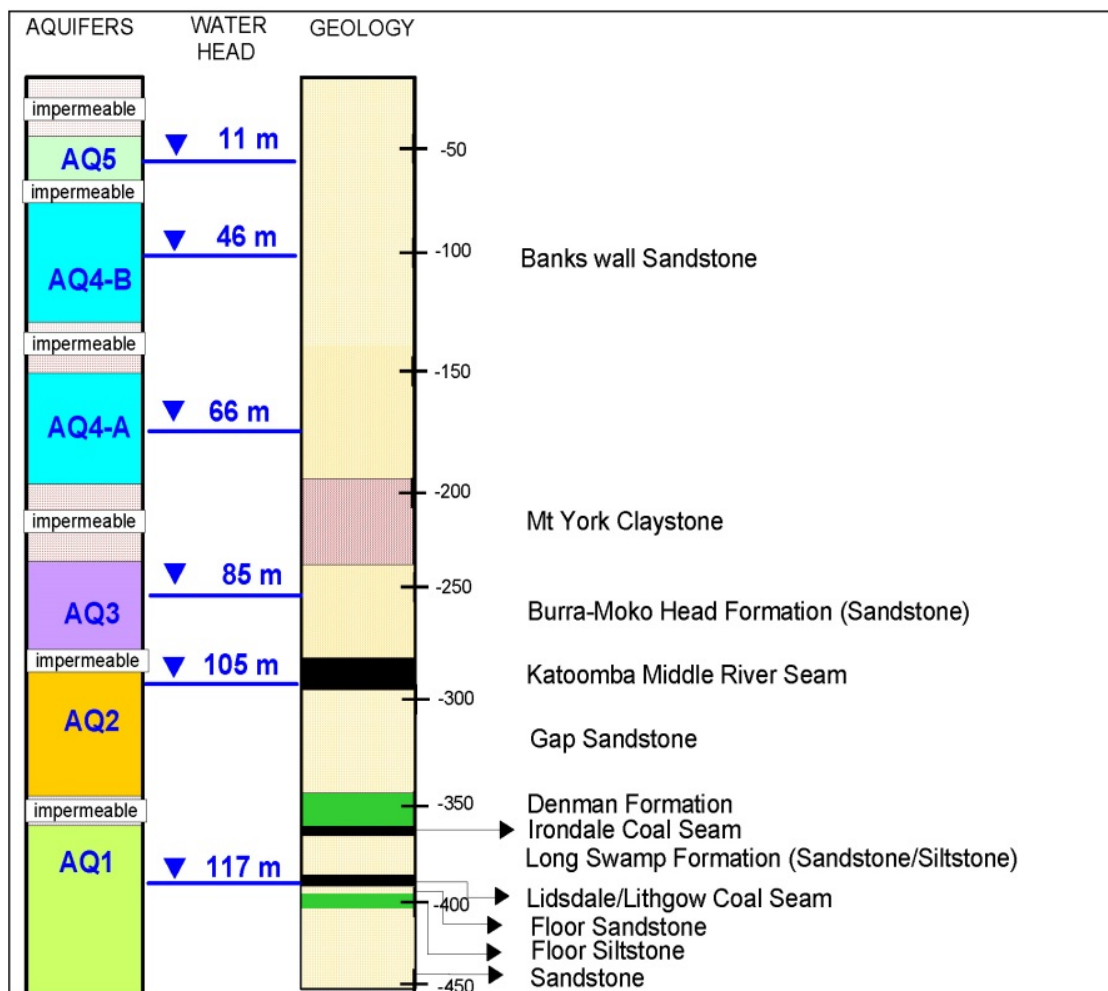 AQUIFERS
WATER
HEAD
GEOLOGY
impermeable
11 m
-50
AQ5
impermeable
46 m
-100
Banks wall Sandstone
AQ4-B
impermeable
-150
66 m
AQ4-A
-200
impermeable
Mt York Claystone
85 m
-250
AQ3
Burra-Moko Head Formation (Sandstone)
impermeable
105 m
Katoomba Middle River Seam
-300
AQ2
Gap Sandstone
impermeable
-350
Denman Formation
Irondale Coal Seam
AQ1
117 m
Long Swamp Formation (Sandstone/Siltstone)
Lidsdale/Lithgow Coal Seam
-400
Floor Sandstone
Floor Siltstone
Sandstone
-450